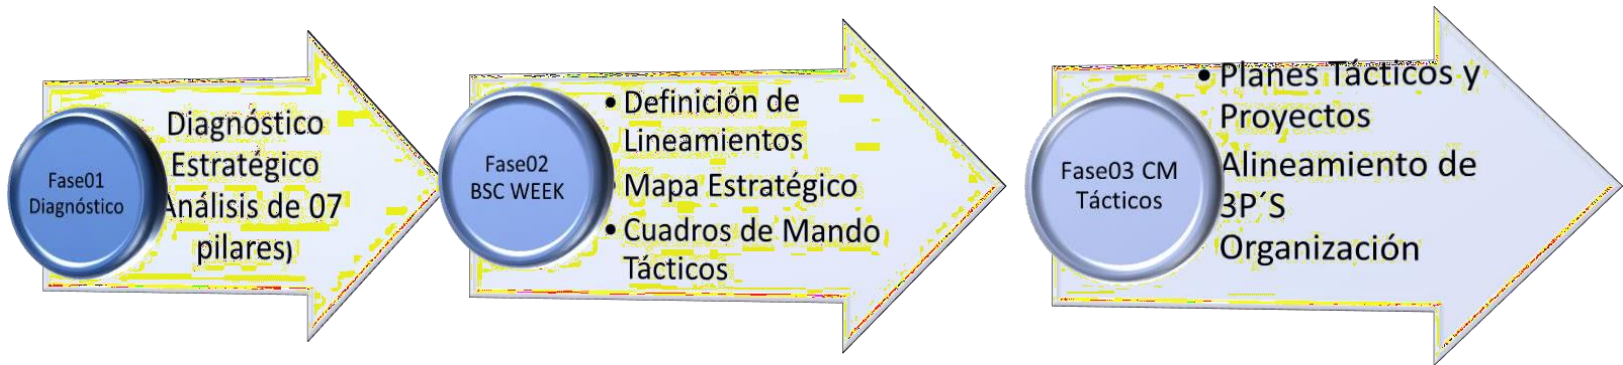 Fase01
Diagnóstico
Diagnóstico
Estratégico
Análisis de 07
pilares)
Fase02
BSC WEEK
• Definición de
Lineamientos
• Mapa Estratégico
• Cuadros de Mando
Tácticos
Fase03 CM
Tácticos
• Planes Tácticos y
Proyectos
Alineamiento de
3P´S
Organización